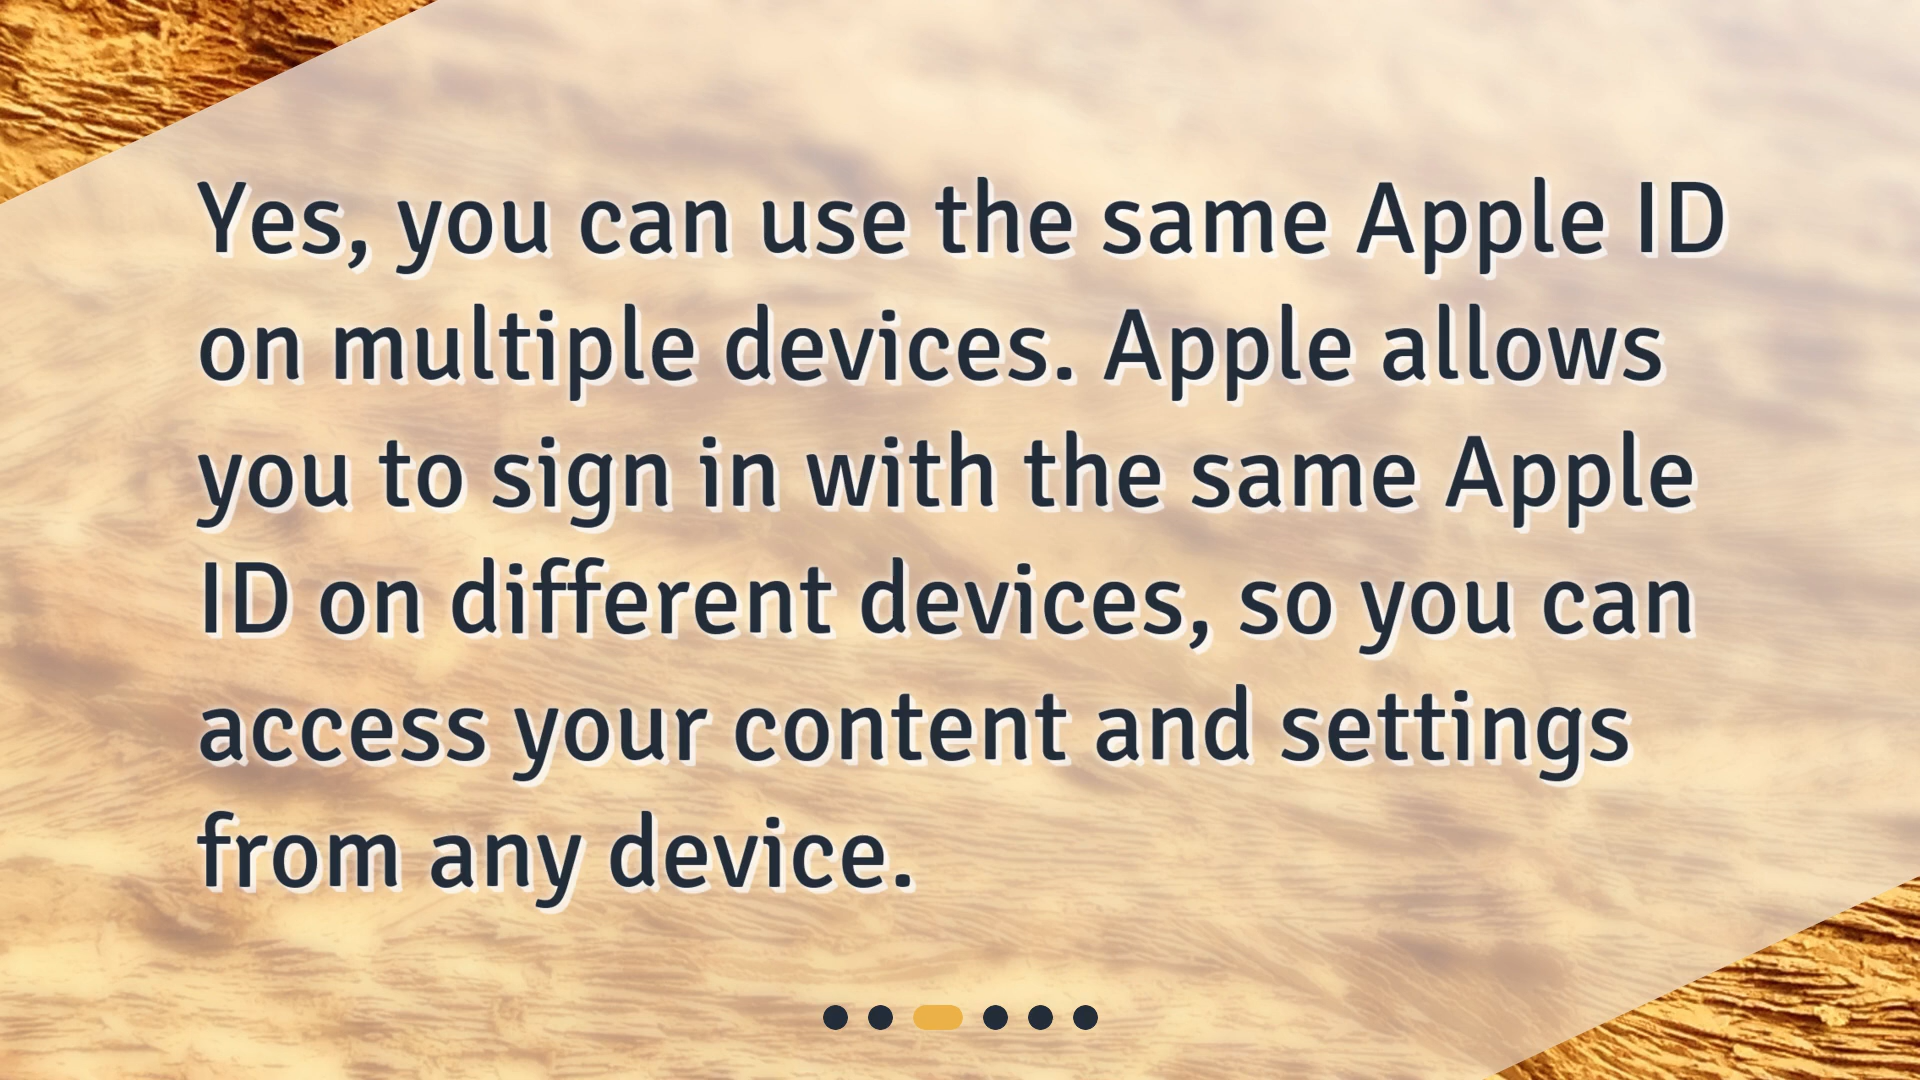 Yes, you can use the same Apple ID
on multiple devices. Apple allows
you to sign in with the same Apple
ID on different devices, so you can
access your content and settings
from any device.